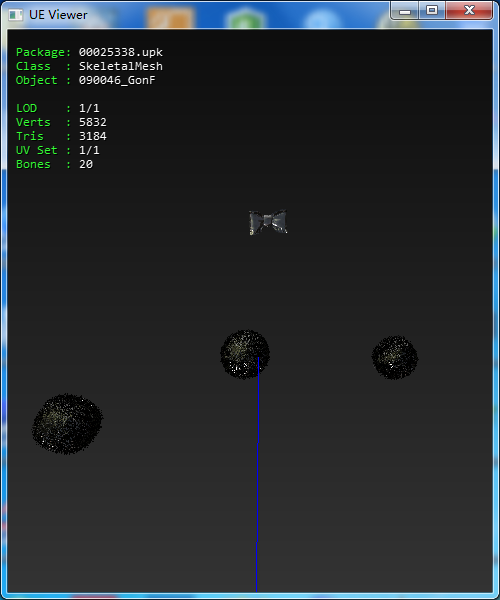 UE Viewer
Package: 00025338.upk
Class : SkeletalMesh
Object : 090046_GonF
LOD : 1/1
Verts : 5832
Tris : 3184
UV Set : 1/1
Bones : 20